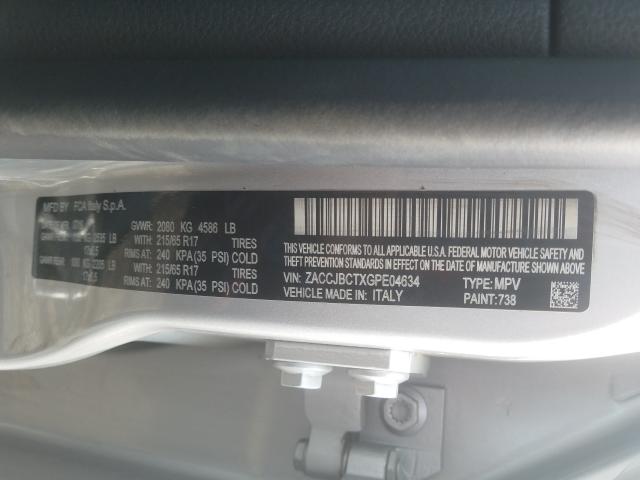 MFD BY FCA Italy S.p.A.
GVWR: 2080 KG 4586 LB
WITH: 215/65 R17 TIRES
RIMS AT: 240 KPA(35 PSI) COLD
WITH: 215/65 R17 TIRES
RIMS AT: 240 KPA(35 PSI) COLD
THIS VEHICLE CONFORMS TO ALL APPLICABLE U.S.A. FEDERAL MOTOR VEHICLE SAFETY,
BUMPER, AND THEFT PREVENTION STANDARDS IN EFFECT ON THE DATE OF MANUFACTURE SHOWN ABOVE.
VIN: ZACCJBCTXGPE04634 TYPE: MPV
VEHICLE MADE IN: ITALY PAINT: 738